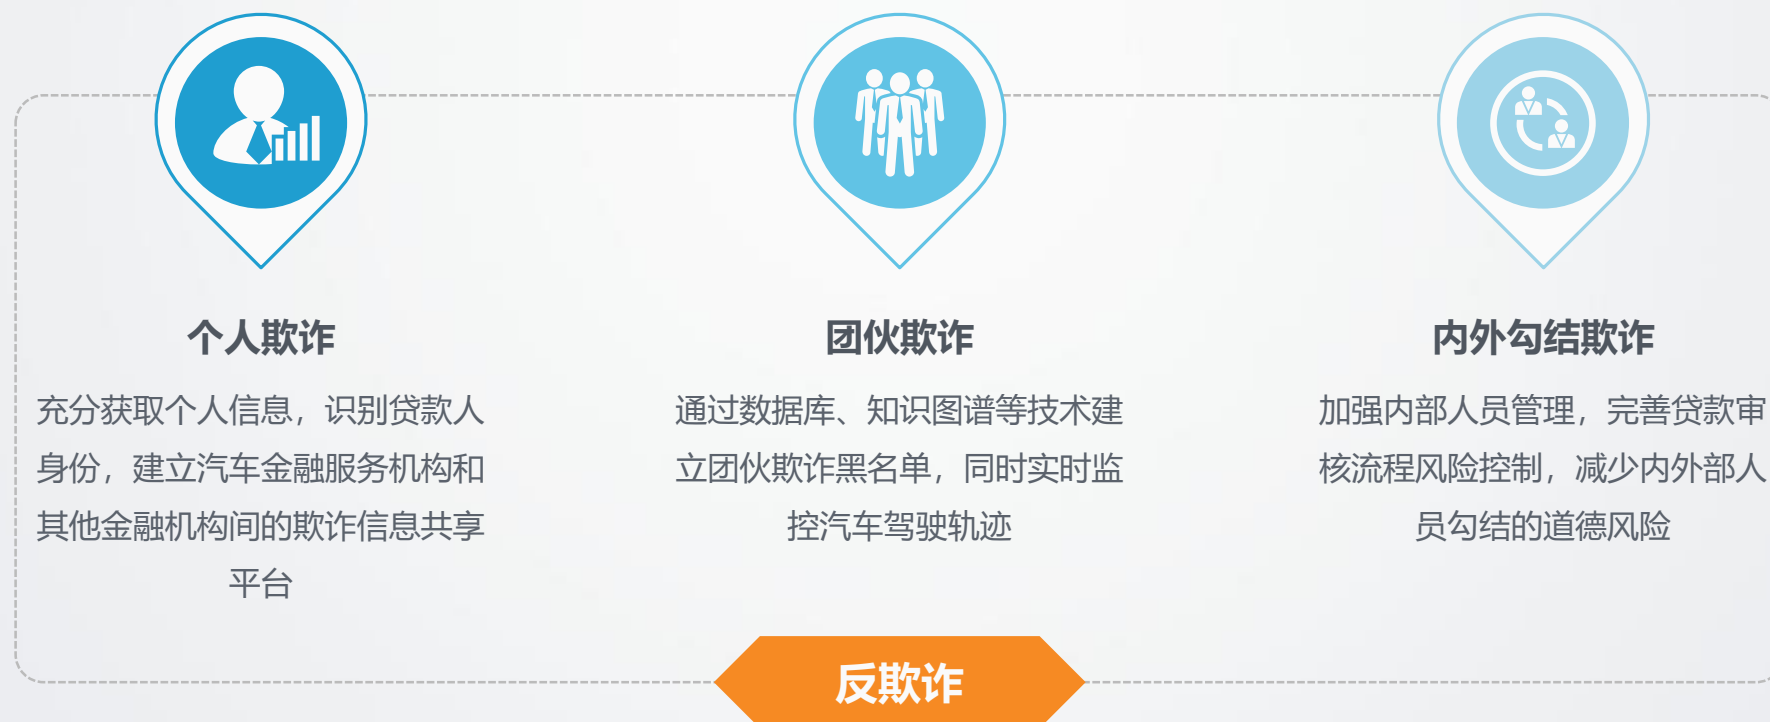 个人欺诈
充分获取个人信息，识别贷款人
身份，建立汽车金融服务机构和
其他金融机构间的欺诈信息共享
平台
团伙欺诈
通过数据库、知识图谱等技术建
立团伙欺诈黑名单，同时实时监
控汽车驾驶轨迹
内外勾结欺诈
加强内部人员管理，完善贷款审
核流程风险控制，减少内外部人
员勾结的道德风险
反欺诈